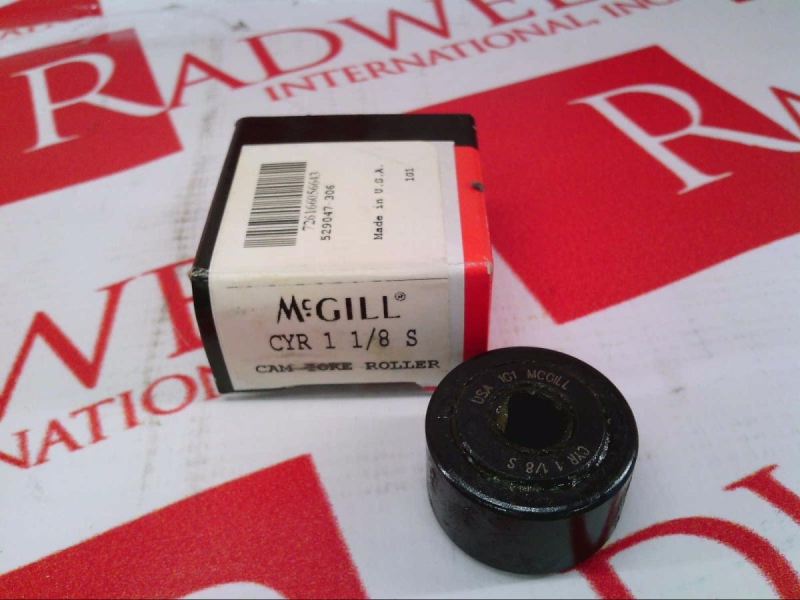 RADWELL
INTERNATIONAL, INC.
R
R
726166056643
529047 306
Made in U.S.A.
101
McGILL®
CYR 1 1/8 S
CAM YOKE ROLLER
USA 101 MCGILL
CYR 1 1/8 S